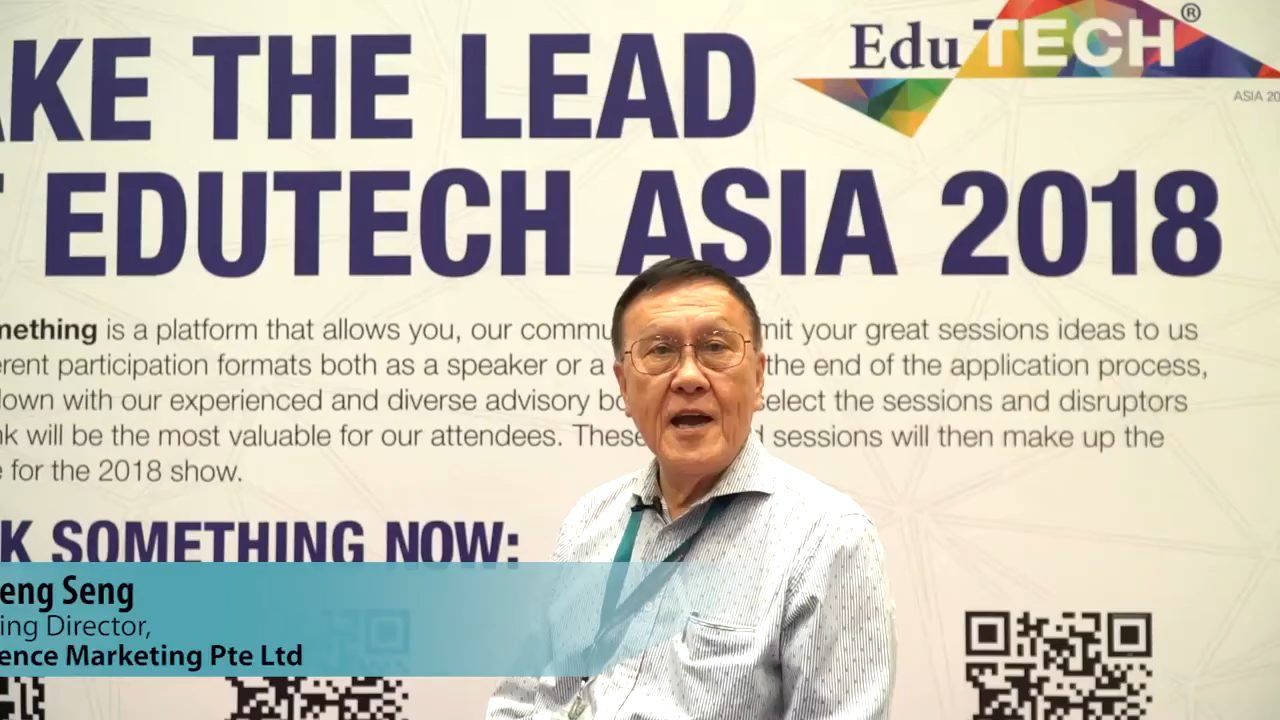 AKE THE LEAD
EduTECH®
ASIA 20
EDUTECH ASIA 2018
mething is a platform that allows you, our commu mit your great sessions ideas to us
erent participation formats both as a speaker or a the end of the application process,
down with our experienced and diverse advisory bo elect the sessions and disruptors
nk will be the most valuable for our attendees. These d sessions will then make up the
e for the 2018 show.
K SOMETHING NOW:
eng Seng
ing Director,
ence Marketing Pte Ltd